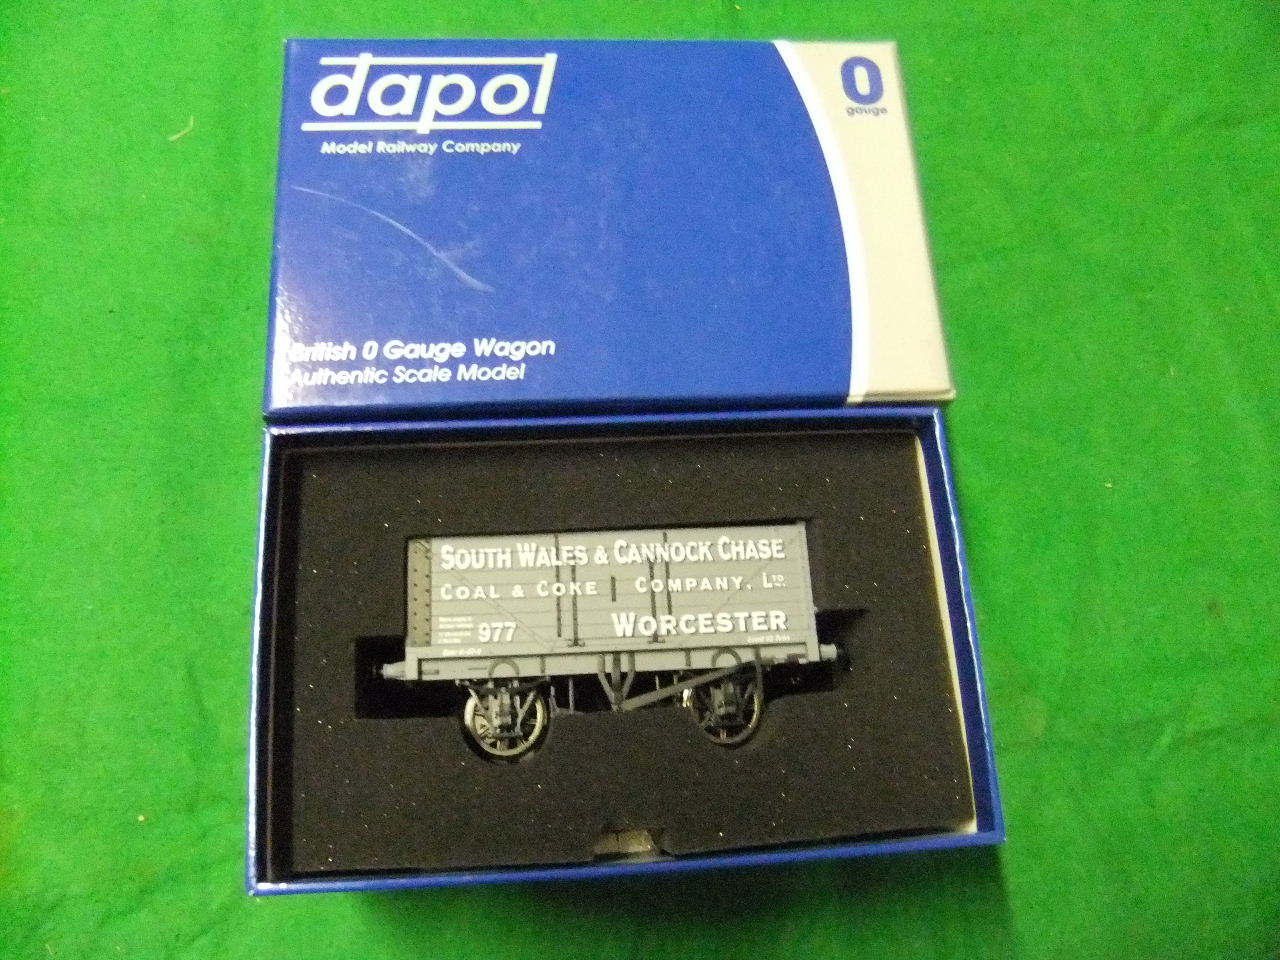 dapol
Model Railway Company
0
gauge
British 0 Gauge Wagon
Authentic Scale Model
SOUTH WALES & CANNOCK CHASE
COAL & COKE COMPANY, LTD.
977 WORCESTER